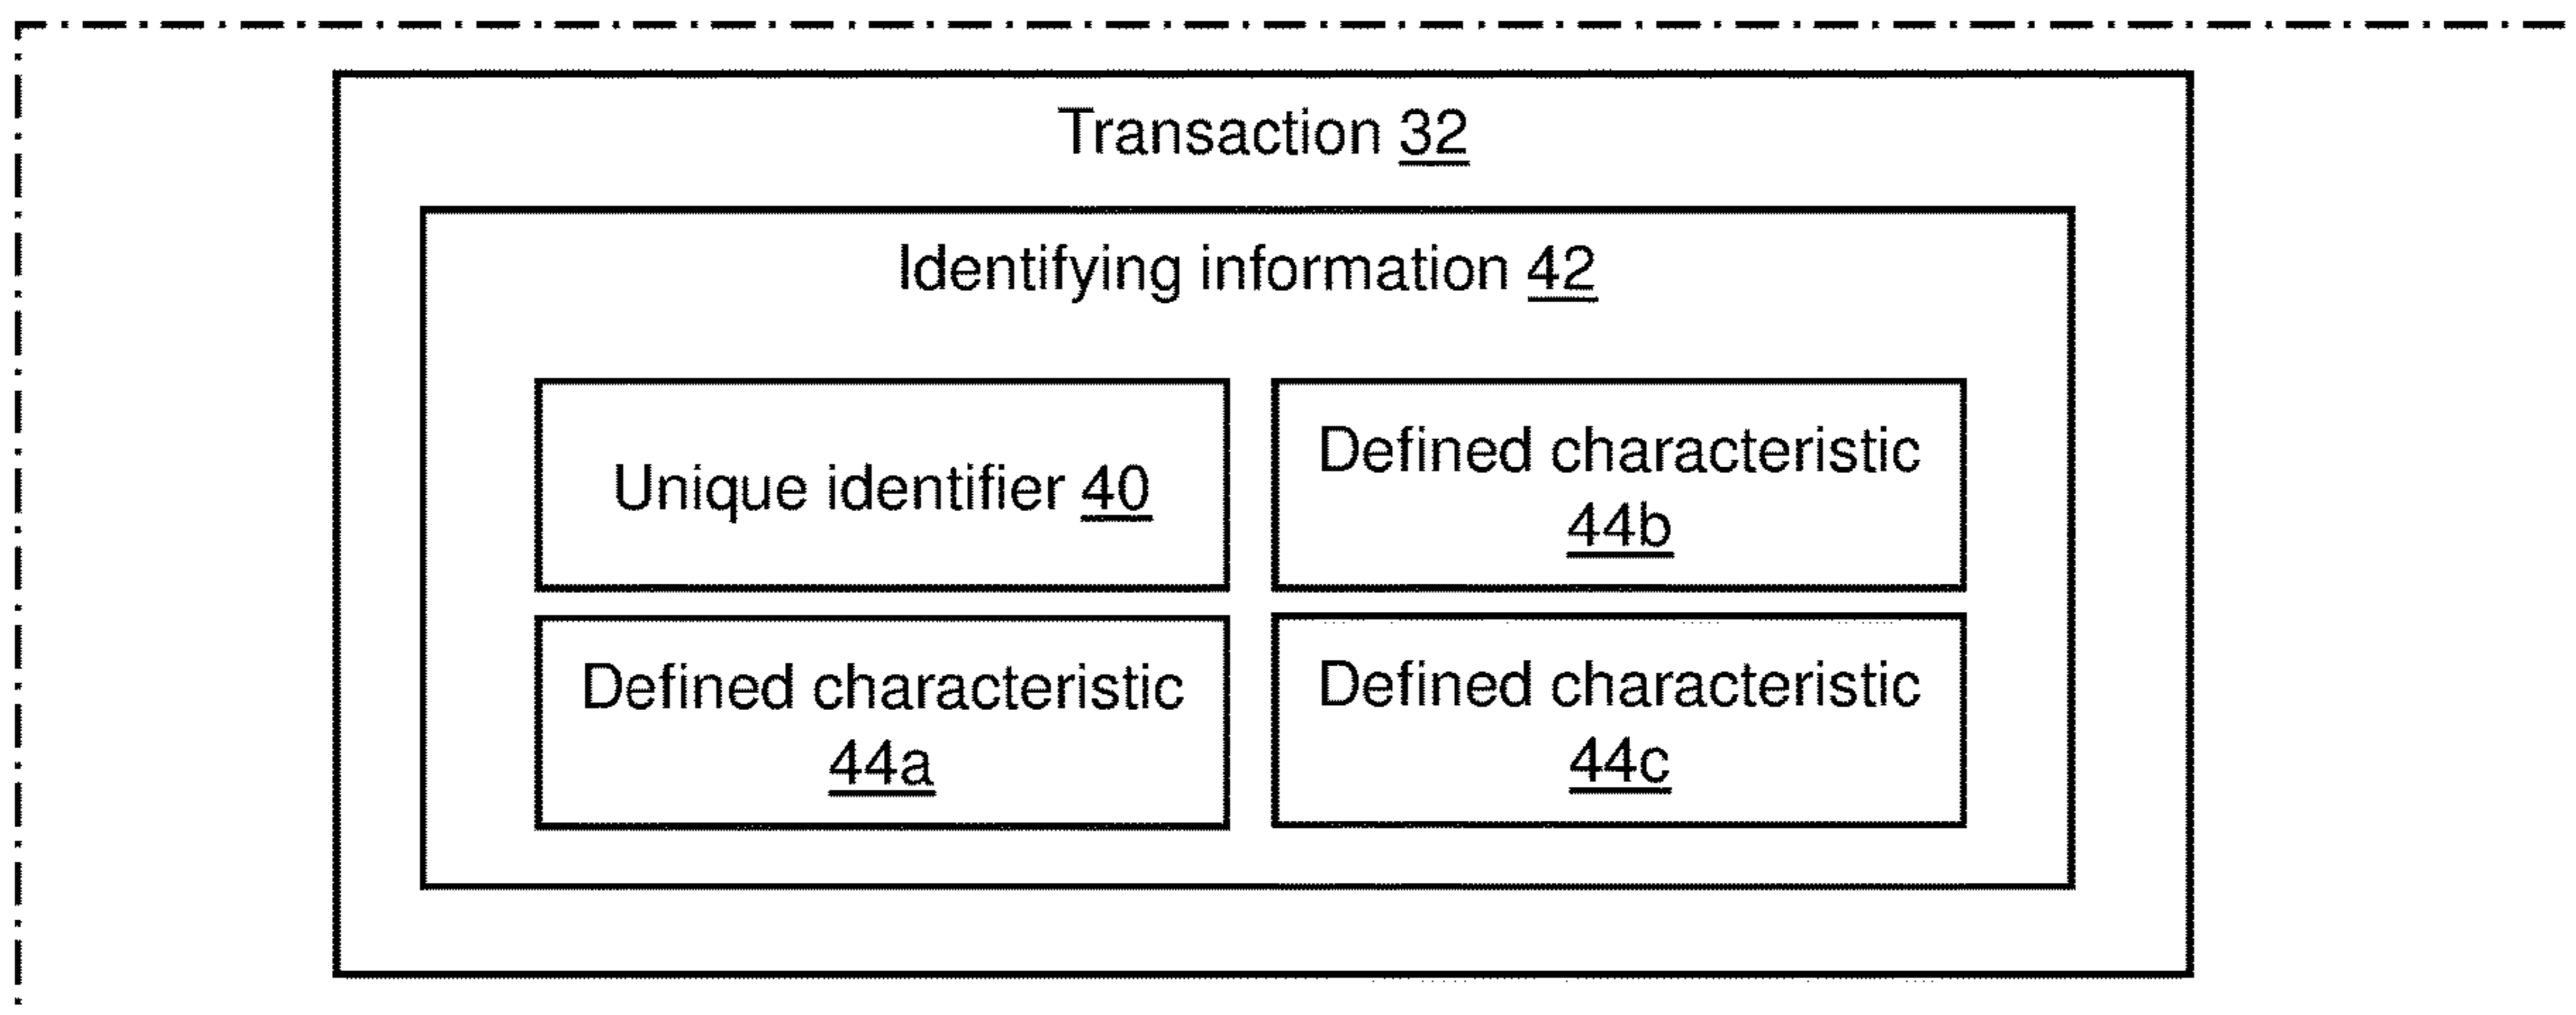 Transaction 32
Identifying information 42
Unique identifier 40
Defined characteristic
44b
Defined characteristic
44a
Defined characteristic
44c